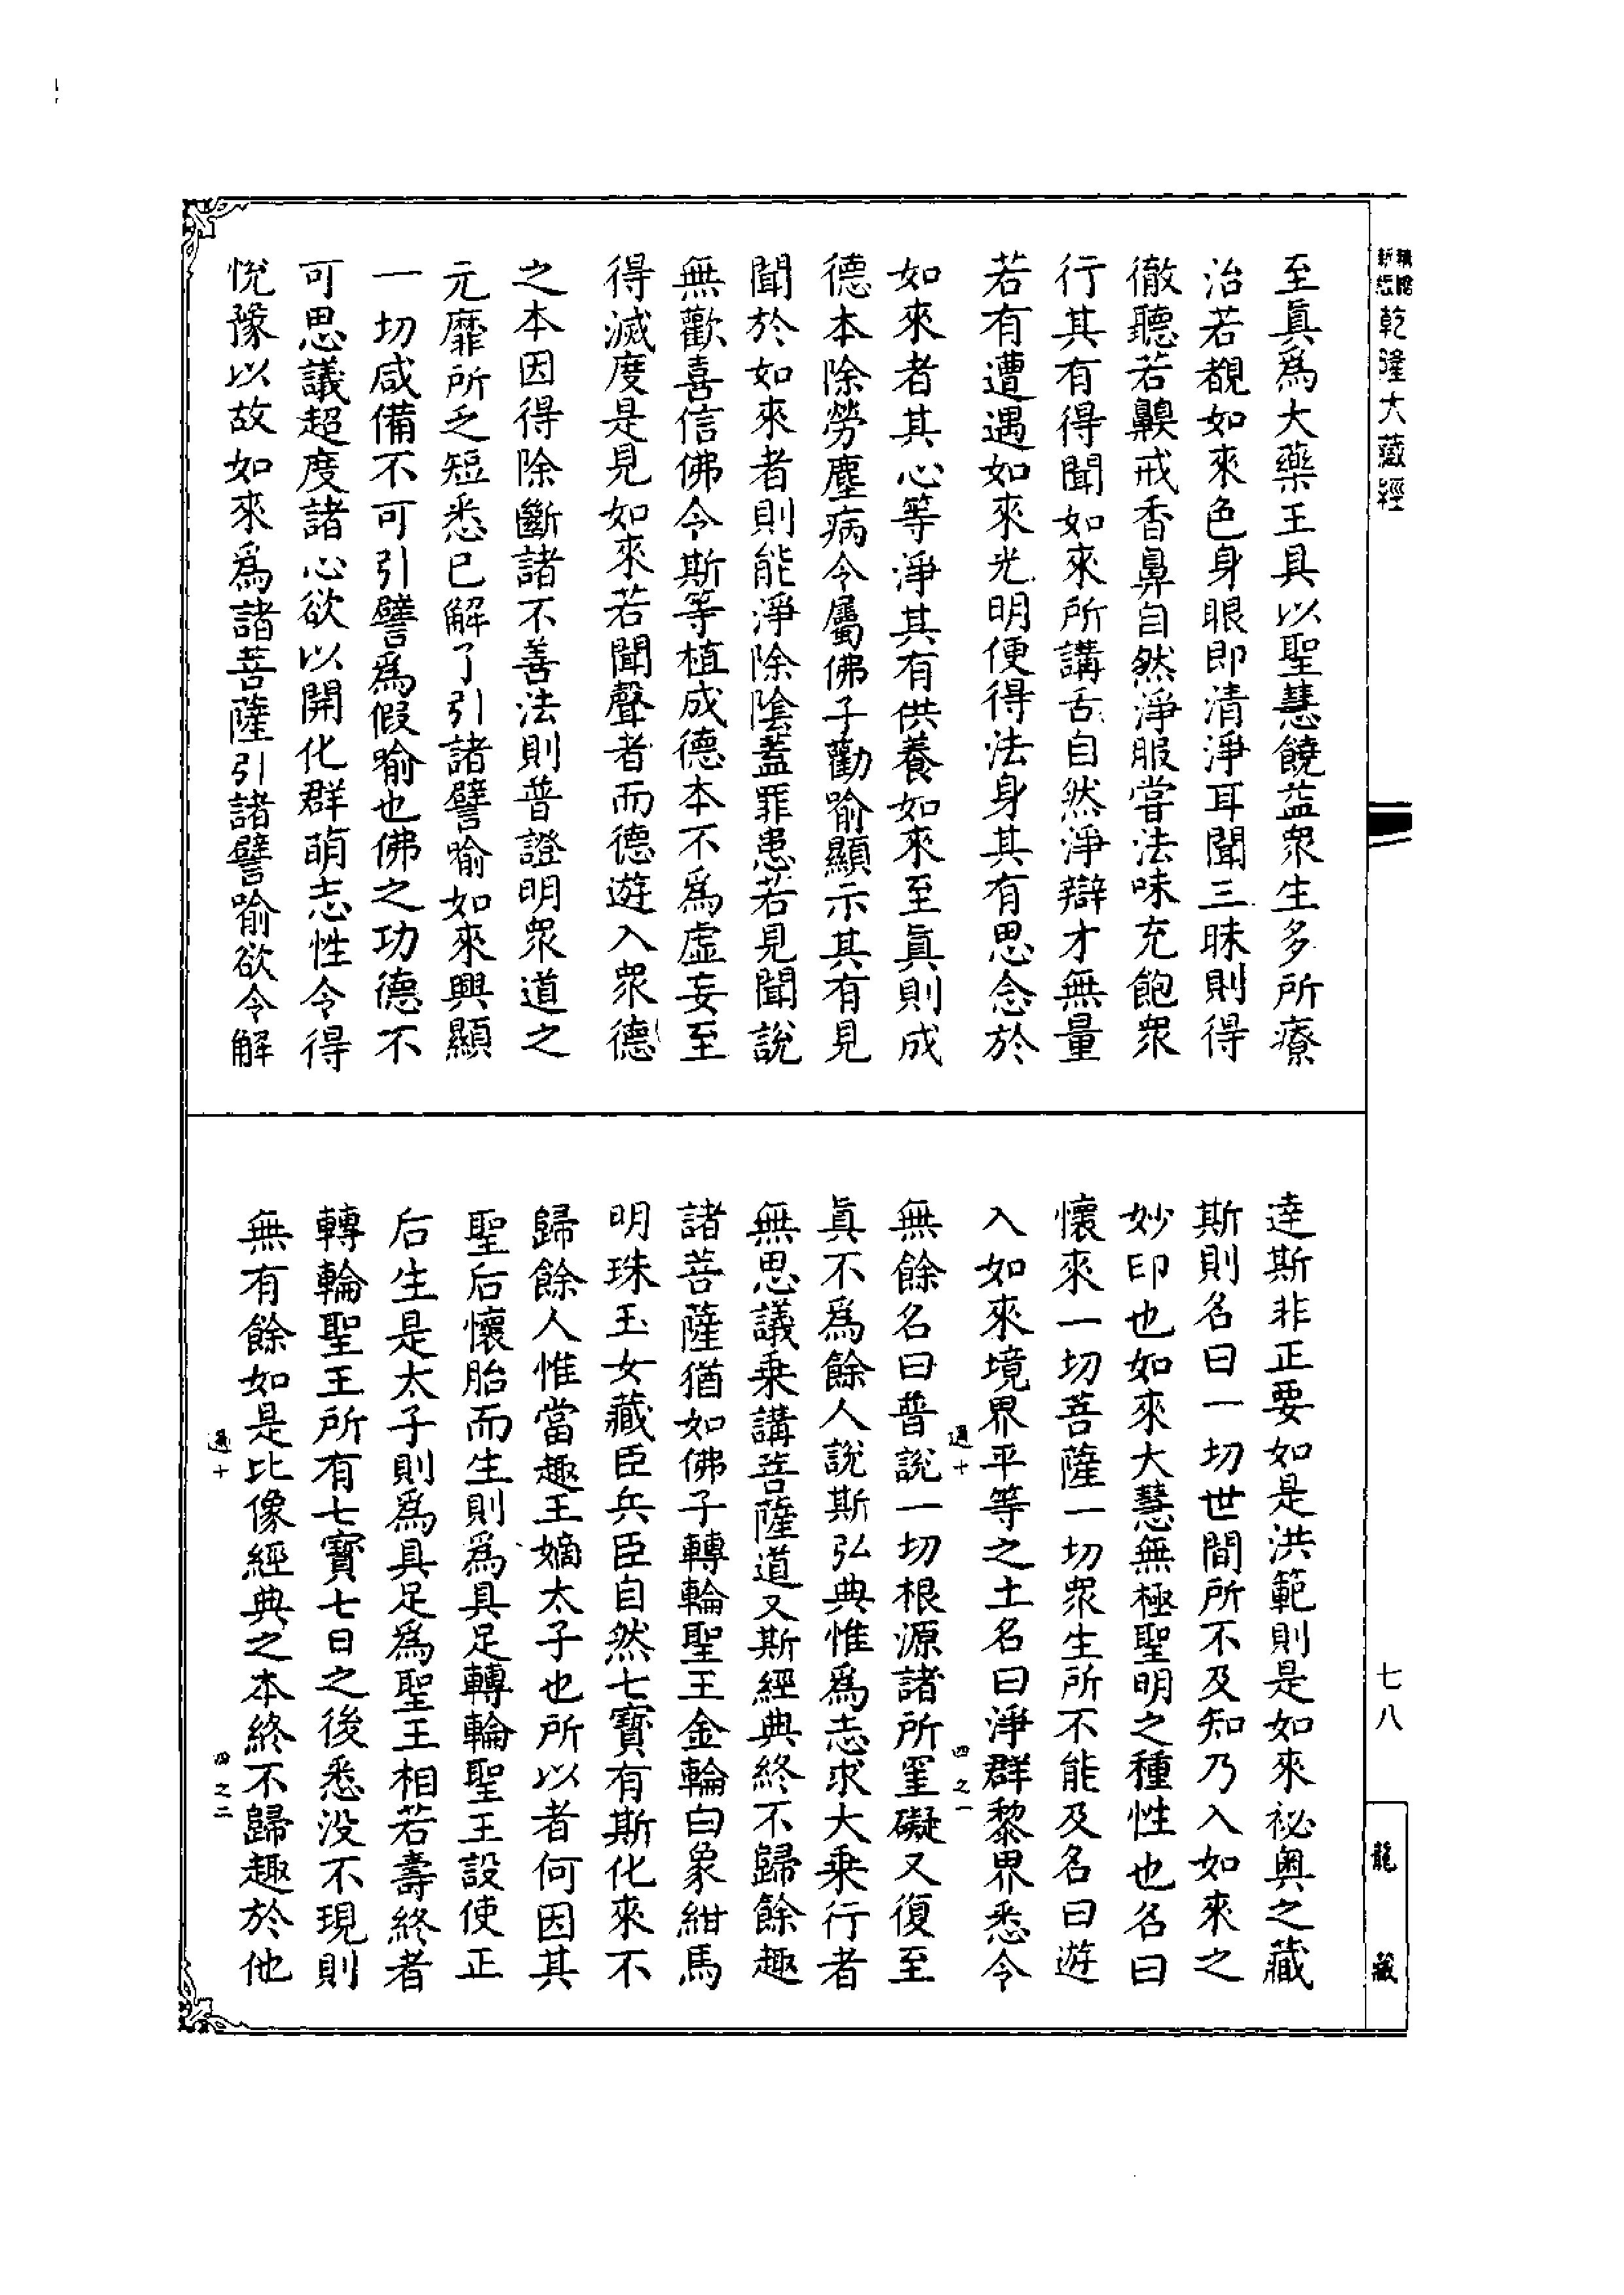 乾隆大藏經
至眞爲大藥王具以聖慧饒益衆生多所療
治若覩如來色身眼即清淨耳聞三昧則得
徹聽若齅戒香鼻自然淨服嘗法味充飽衆
行其有得聞如來所講舌自然淨辯才無量
若有遭遇如來光明便得法身其有思念於
如來者其心等淨其有供養如來至眞則成
德本除勞塵病令屬佛子勸喻顯示其有見
聞於如來者則能淨除陰蓋罪患若見聞說
無歡喜信佛令斯等植成德本不爲虛妄至
得滅度是見如來若聞聲者而德遊入衆德
之本因得除斷諸不善法則普證明衆道之
元靡所乏短悉已解了引諸譬喻如來興顯
一切咸備不可引譬爲假喻也佛之功德不
可思議超度諸心欲以開化群萌志性令得
悅豫以故如來爲諸菩薩引諸譬喻欲令解
達斯非正要如是洪範則是如來祕奧之藏
斯則名曰一切世間所不及知乃入如來之
妙印也如來大慧無極聖明之種性也名曰
懷來一切菩薩一切衆生所不能及名曰遊
入如來境界平等之土名曰淨群黎界悉令
通十 四之一
無餘名曰普說一切根源諸所罣礙又復至
眞不爲餘人說斯弘典惟爲志求大乘行者
無思議乘講菩薩道又斯經典終不歸餘趣
諸菩薩猶如佛子轉輪聖王金輪白象紺馬
明珠玉女藏臣兵臣自然七寶有斯化來不
歸餘人惟當趣王嫡太子也所以者何因其
聖后懷胎而生則爲具足轉輪聖王設使正
后生是太子則爲具足爲聖王相若壽終者
轉輪聖王所有七寶七日之後悉没不現則
無有餘如是比像經典之本終不歸趣於他
通十 四之二
七八
龍藏